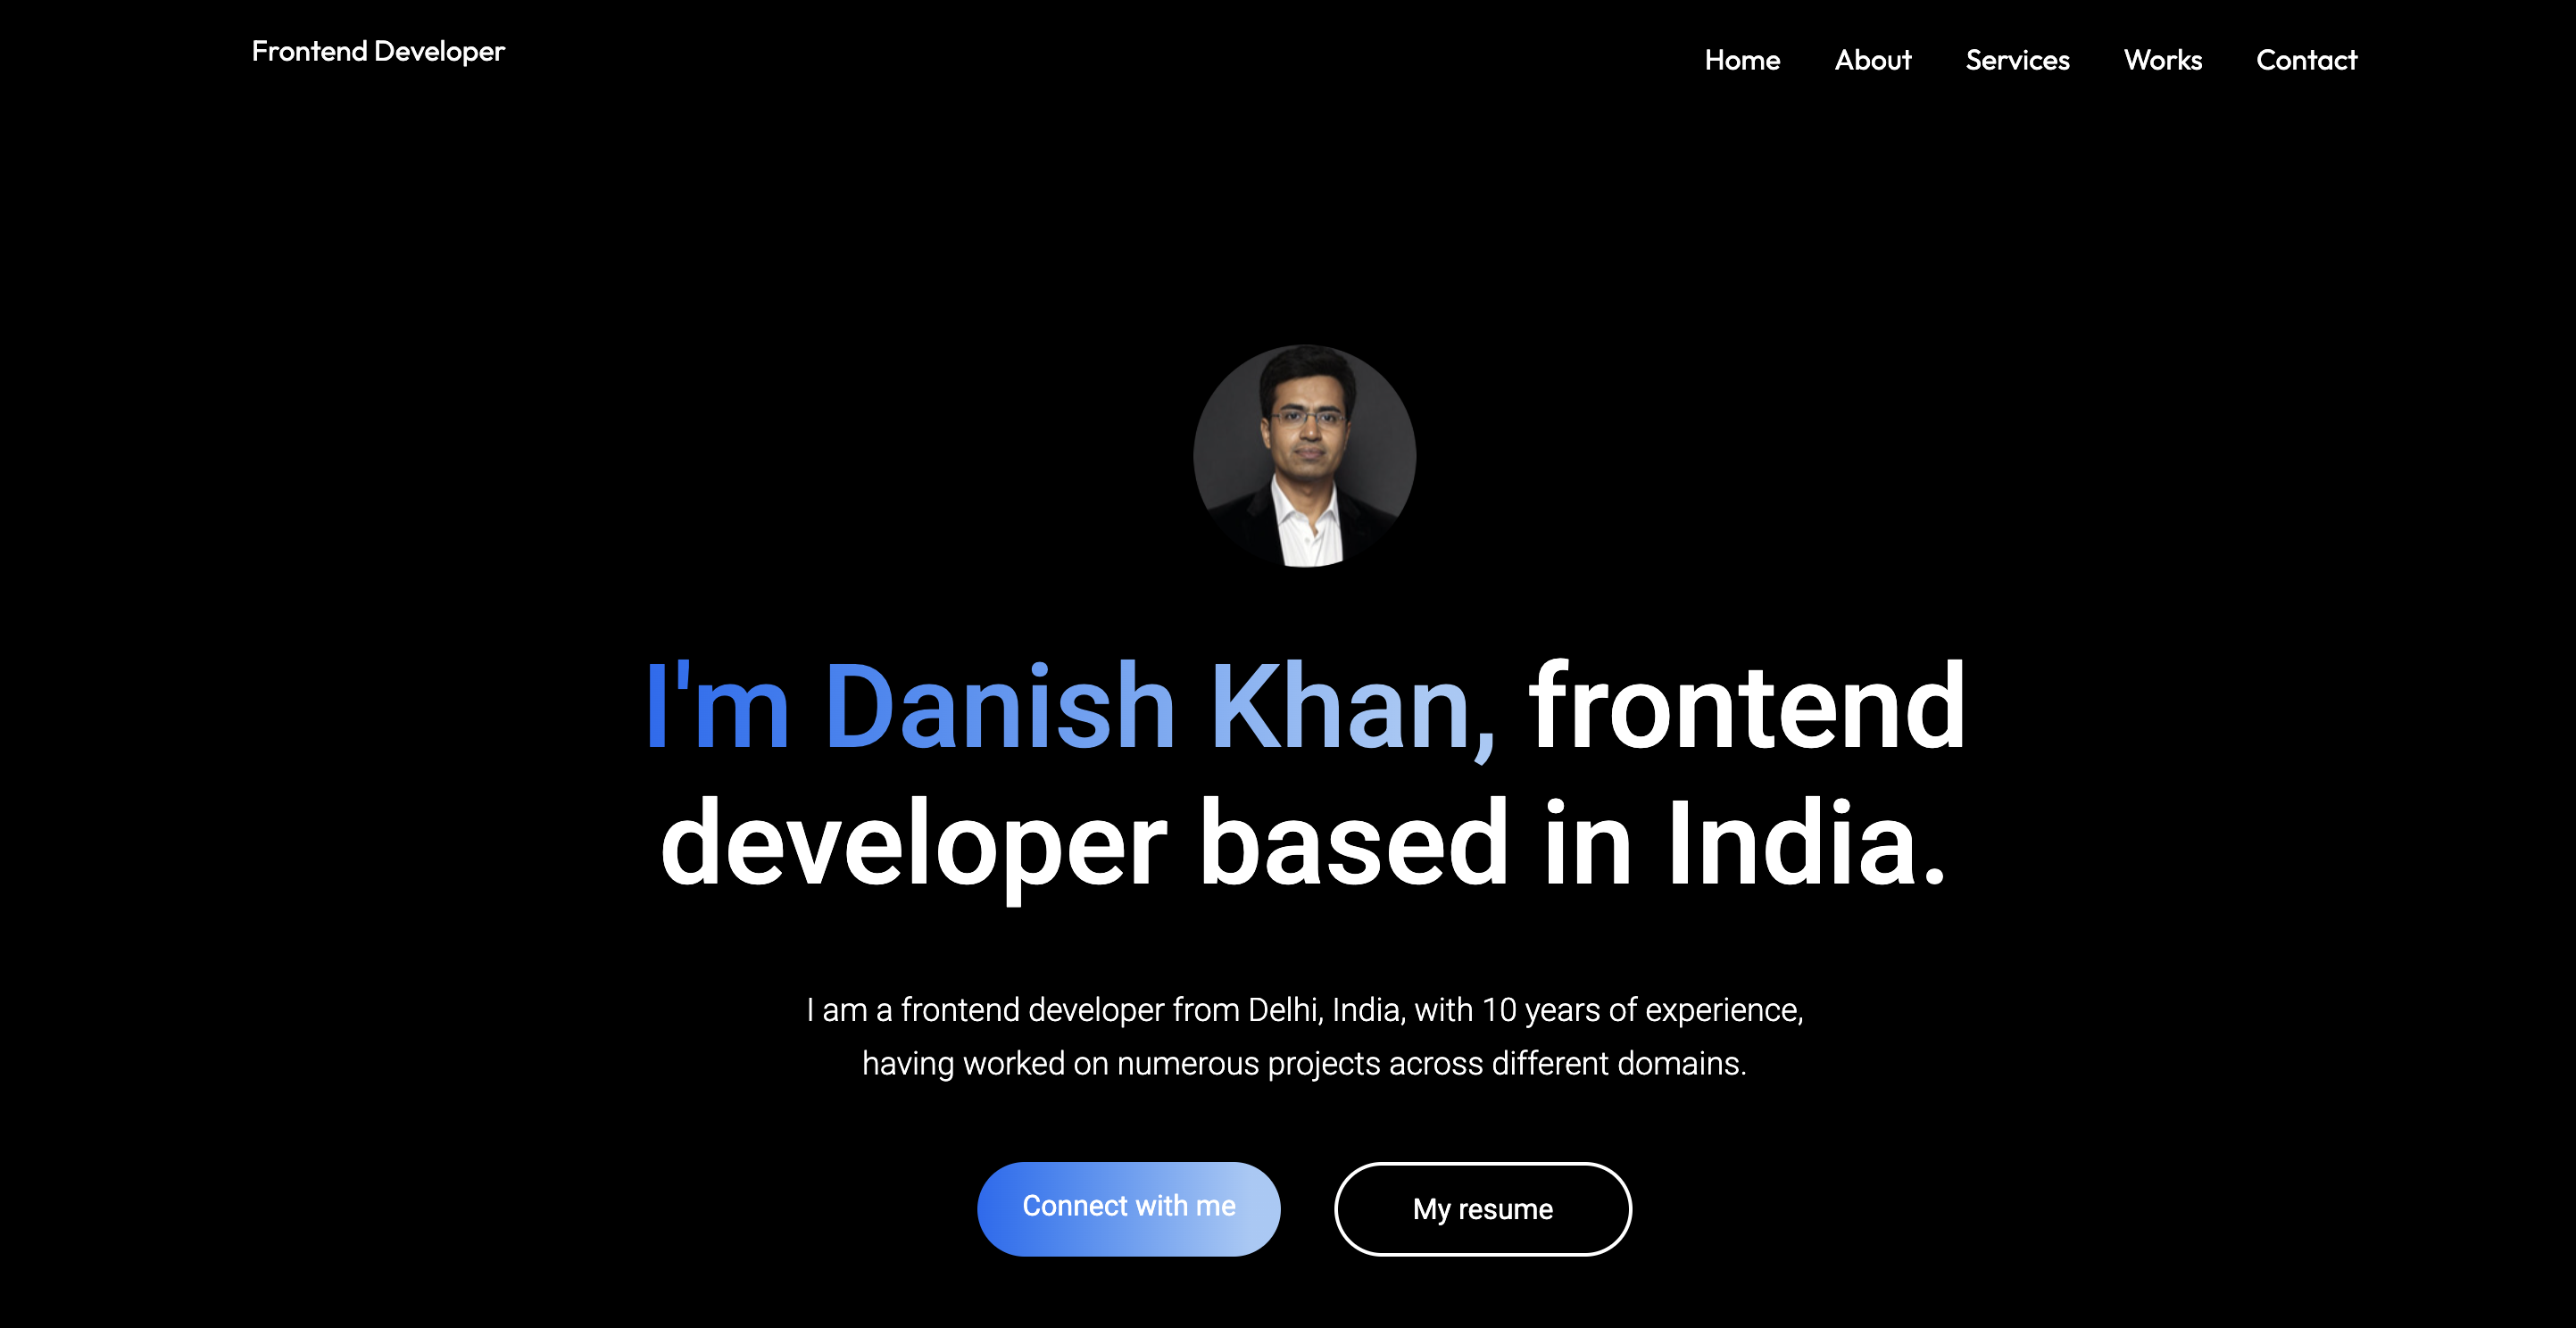 Frontend Developer
Home About Services Works Contact
I'm Danish Khan, frontend
developer based in India.
I am a frontend developer from Delhi, India, with 10 years of experience,
having worked on numerous projects across different domains.
Connect with me
My resume